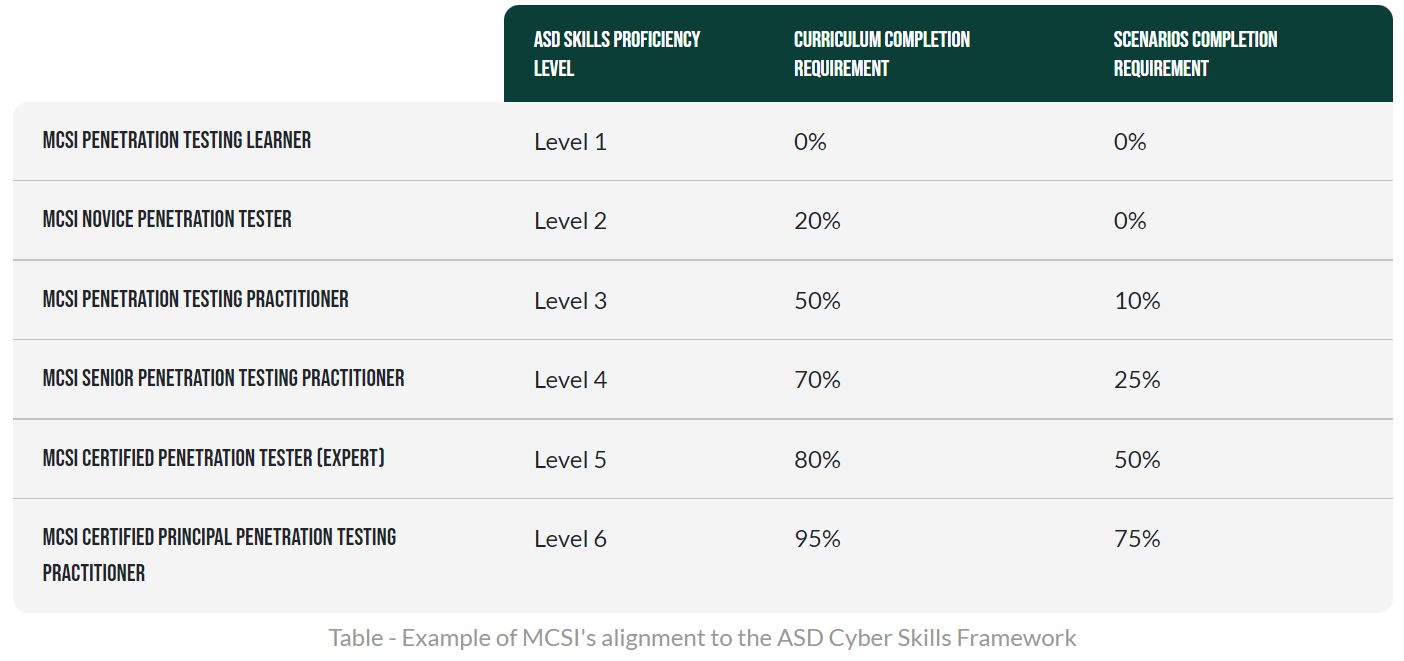 ASD SKILLS PROFICIENCY CURRICULUM COMPLETION SCENARIOS COMPLETION
LEVEL REQUIREMENT REQUIREMENT
MCSI PENETRATION TESTING LEARNER Level 1 0% 0%
MCSI NOVICE PENETRATION TESTER Level 2 20% 0%
MCSI PENETRATION TESTING PRACTITIONER Level 3 50% 10%
MCSI SENIOR PENETRATION TESTING PRACTITIONER Level 4 70% 25%
MCSI CERTIFIED PENETRATION TESTER (EXPERT) Level 5 80% 50%
MCSI CERTIFIED PRINCIPAL PENETRATION TESTING Level 6 95% 75%
PRACTITIONER
Table - Example of MCSI's alignment to the ASD Cyber Skills Framework